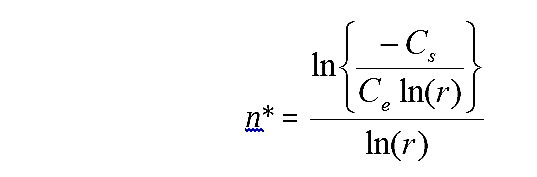 n* = ln{ −C_s / (C_e ln(r)) } / ln(r)